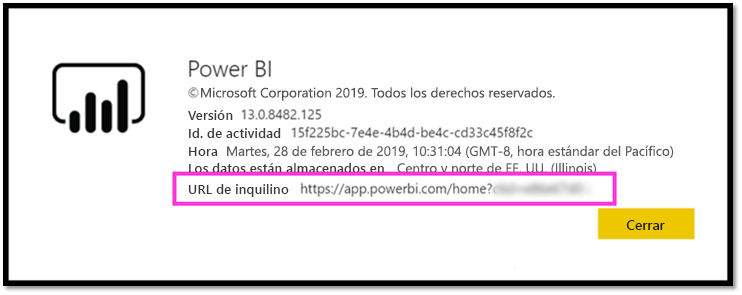 Power BI
©Microsoft Corporation 2019. Todos los derechos reservados.
Versión 13.0.8482.125
Id. de actividad 15f225bc-7e4e-4b4d-be4c-cd33c45f8f2c
Hora Martes, 28 de febrero de 2019, 10:31:04 (GMT-8, hora estándar del Pacífico)
Los datos están almacenados en Centro y norte de EE. UU. (Illinois)
URL de inquilino https://app.powerbi.com/home?
Cerrar